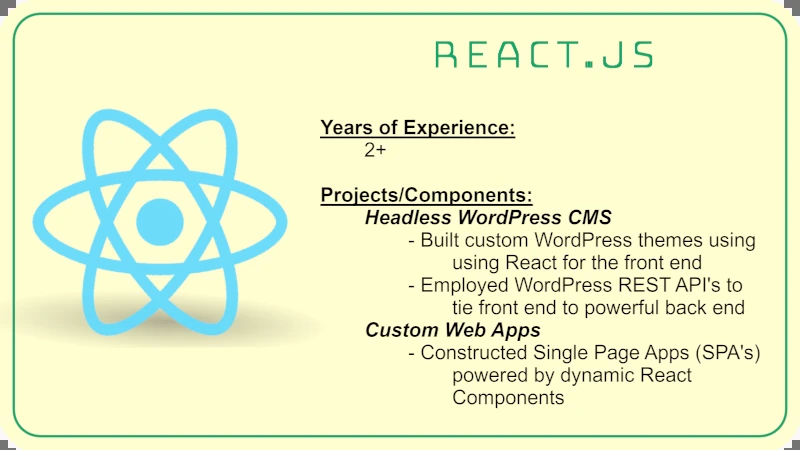 REACT.JS
Years of Experience:
2+
Projects/Components:
Headless WordPress CMS
- Built custom WordPress themes using
using React for the front end
- Employed WordPress REST API's to
tie front end to powerful back end
Custom Web Apps
- Constructed Single Page Apps (SPA's)
powered by dynamic React
Components